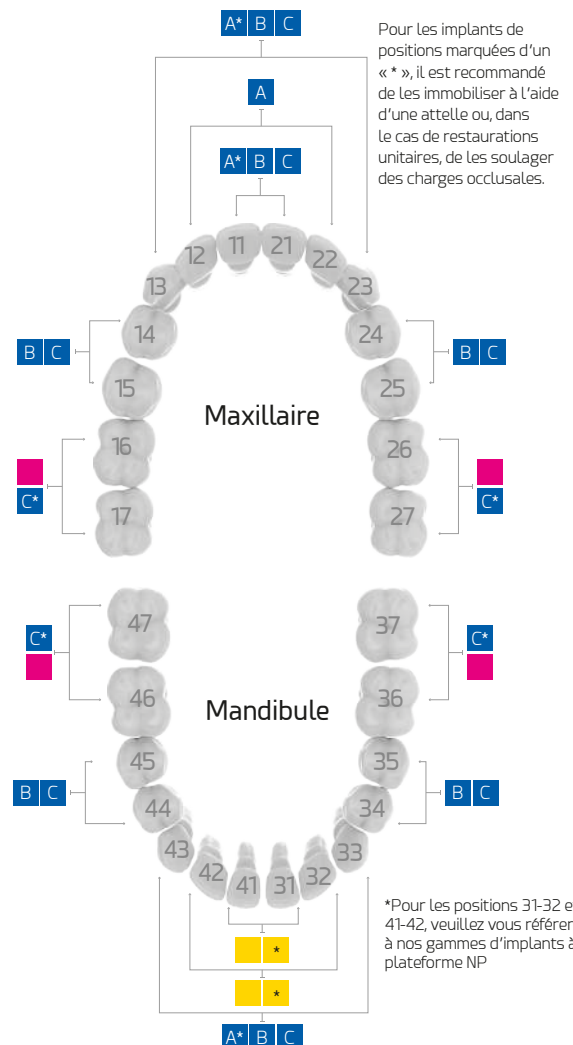 A* B C
Pour les implants de
positions marquées d'un
« * », il est recommandé
de les immobiliser à l'aide
d'une attelle ou, dans
le cas de restaurations
unitaires, de les soulager
des charges occlusales.
A
A* B C
11 21
12 22
13 23
14 24
B C B C
15 25
Maxillaire
16 26
C* C*
17 27
47 37
C* C*
46 36
Mandibule
45 35
B C B C
44 34
43 33
42 32
41 31
*Pour les positions 31-32 e
41-42, veuillez vous référer
à nos gammes d'implants à
plateforme NP
*
*
A* B C